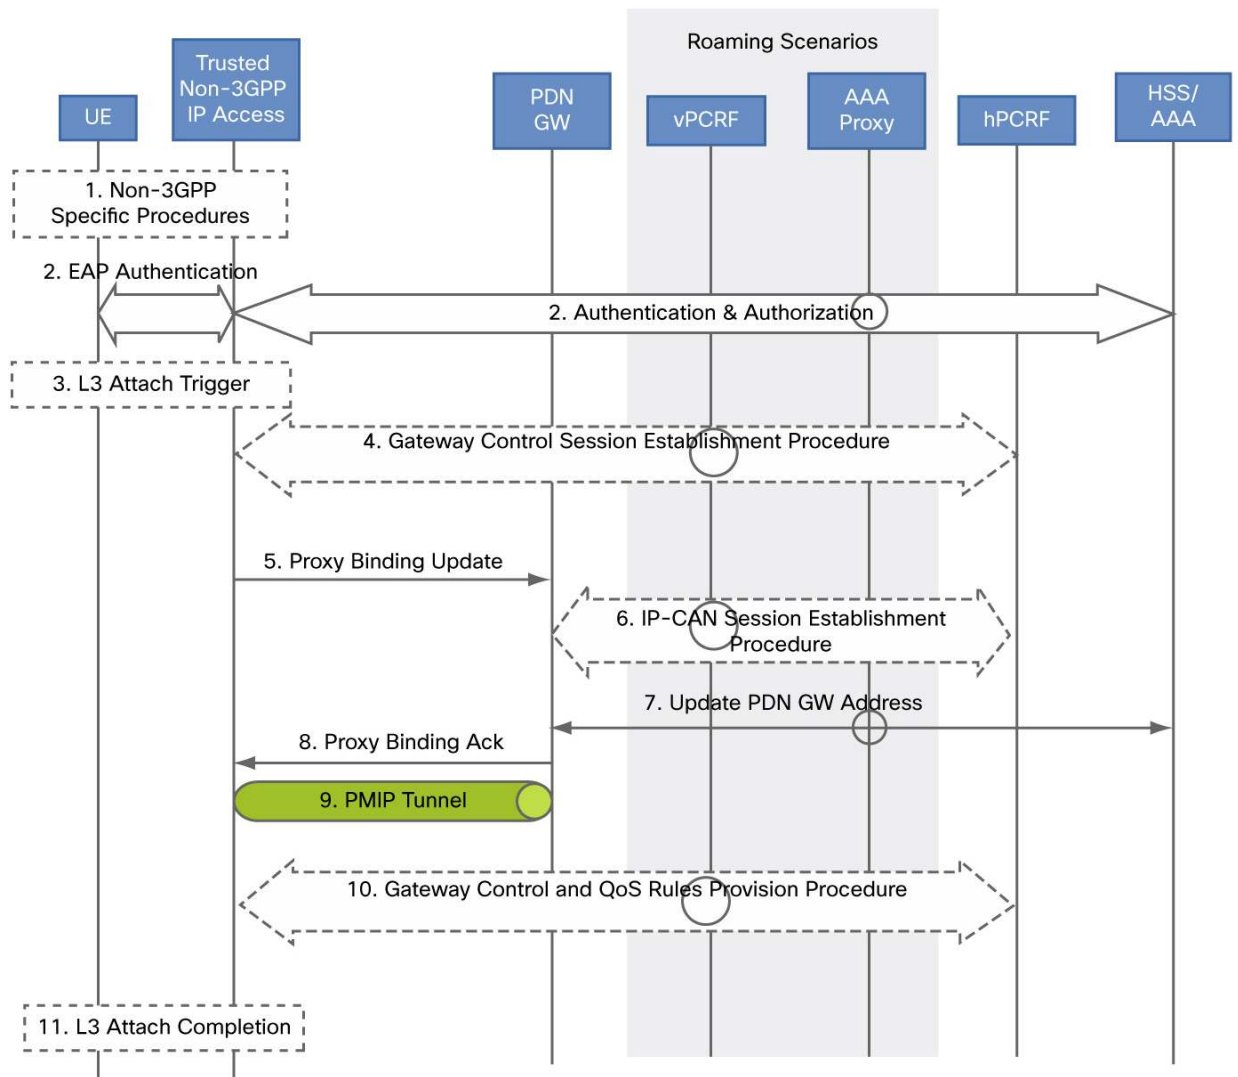 Roaming Scenarios
UE
Trusted
Non-3GPP
IP Access
PDN
GW
vPCRF
AAA
Proxy
hPCRF
HSS/
AAA
1. Non-3GPP
Specific Procedures
2. EAP Authentication
2. Authentication & Authorization
3. L3 Attach Trigger
4. Gateway Control Session Establishment Procedure
5. Proxy Binding Update
6. IP-CAN Session Establishment
Procedure
7. Update PDN GW Address
8. Proxy Binding Ack
9. PMIP Tunnel
10. Gateway Control and QoS Rules Provision Procedure
11. L3 Attach Completion